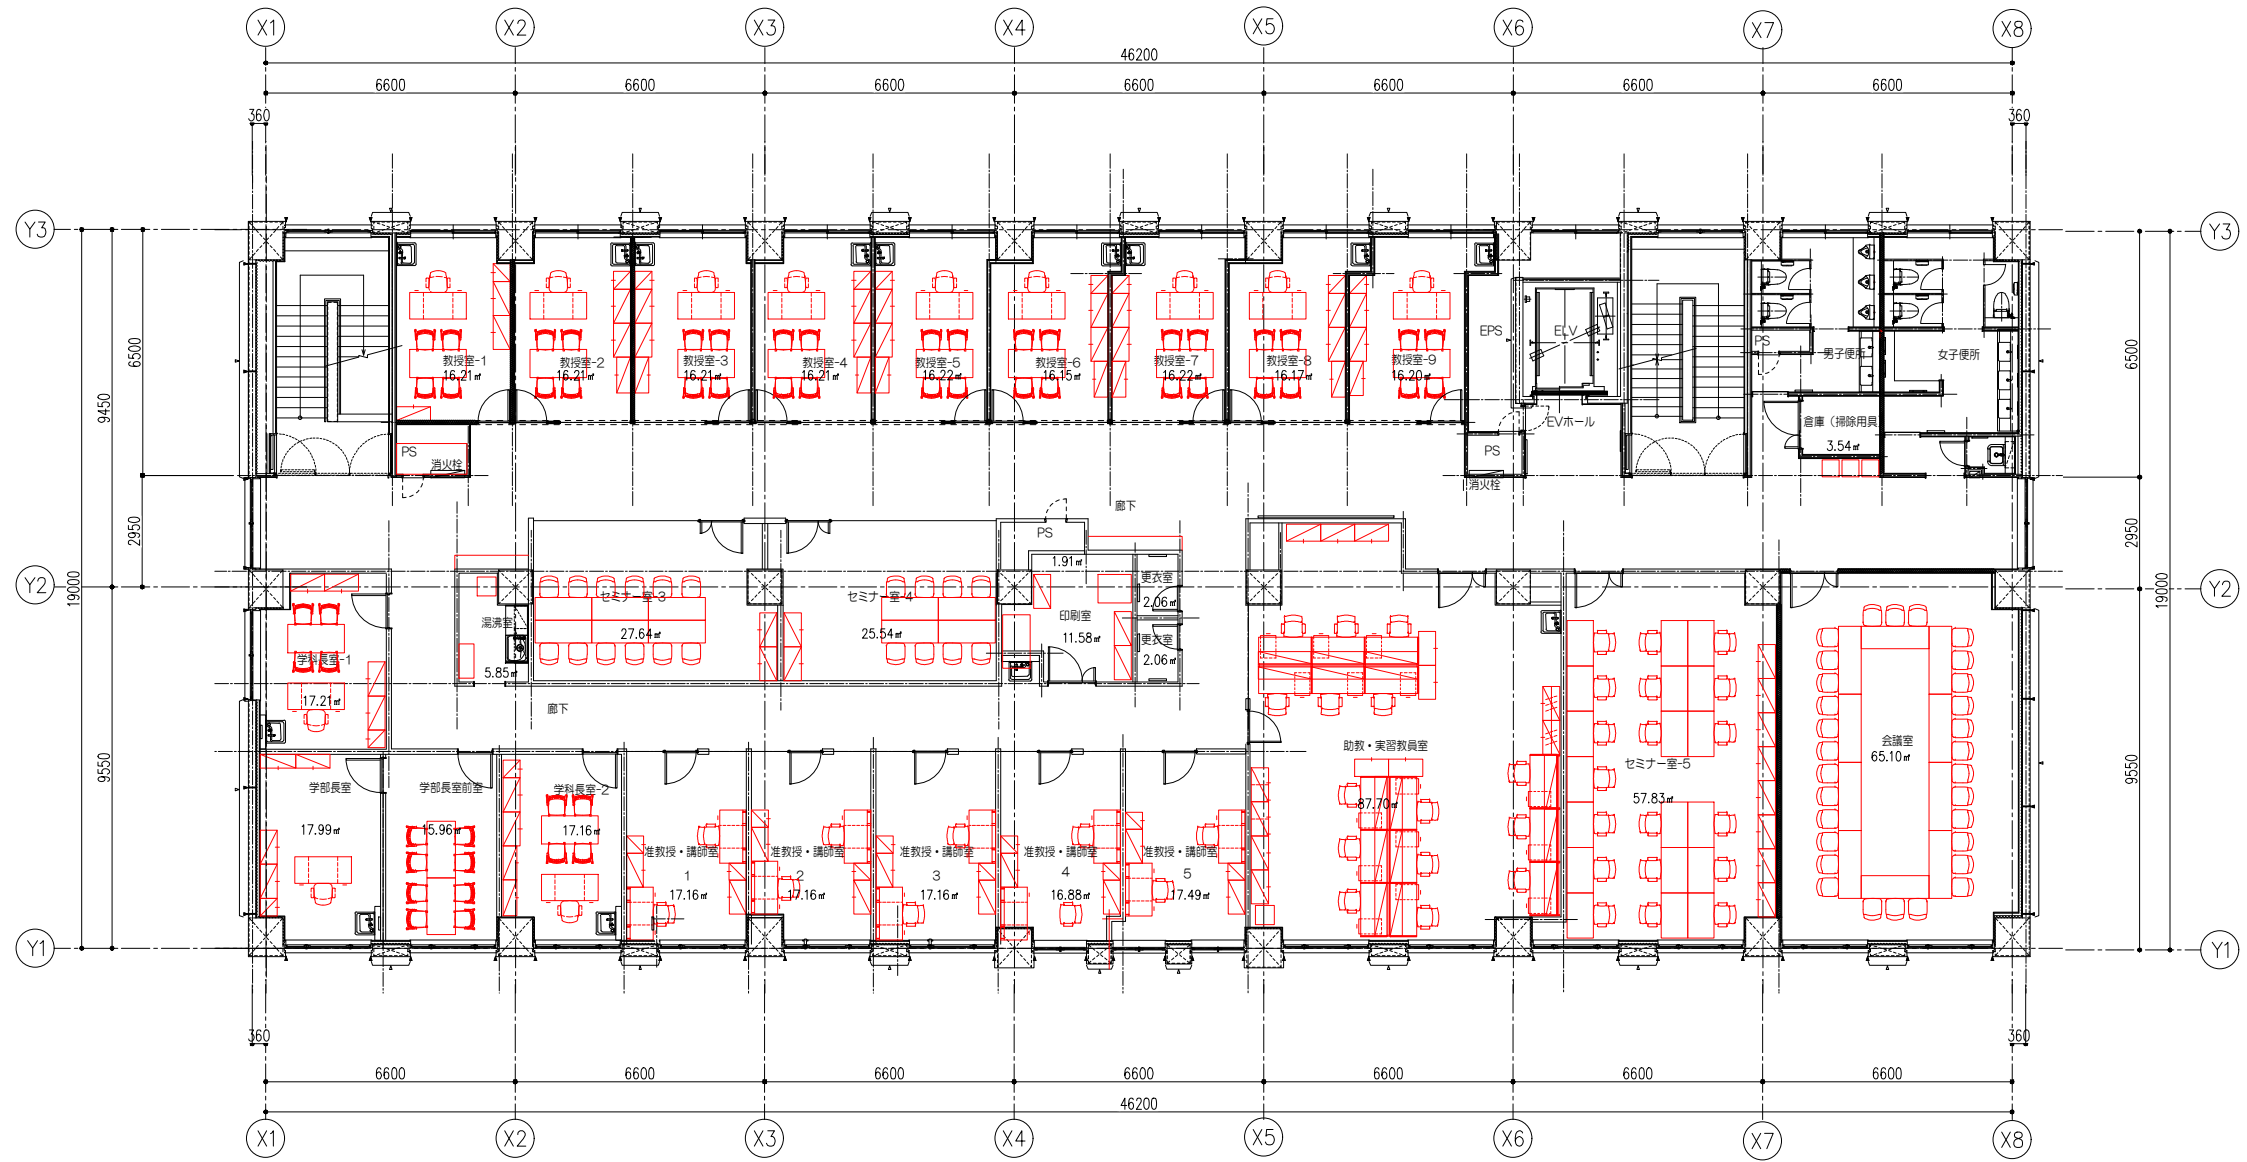 X1 X2 X3 X4 X5 X6 X7 X8
46200
6600 6600 6600 6600 6600 6600 6600
360 360
Y3 Y3
6500 9450 2950 19000 9550
6500 2950 19000 9550
教授室-1
16.21㎡
教授室-2
16.21㎡
教授室-3
16.21㎡
教授室-4
16.21㎡
教授室-5
16.22㎡
教授室-6
16.15㎡
教授室-7
16.22㎡
教授室-8
16.17㎡
教授室-9
16.20㎡
EPS
ELV
EVホール
PS
男子便所
女子便所
倉庫（掃除用具
3.54㎡
PS
消火栓
PS
消火栓
廊下
Y2 Y2
PS
1.91㎡
更衣室
2.06㎡
更衣室
2.06㎡
印刷室
11.58㎡
セミナー室-3
27.64㎡
セミナー室-4
25.54㎡
湯沸室
5.85㎡
学科長室-1
17.21㎡
廊下
学部長室
17.99㎡
学部長室前室
15.96㎡
学科長室-2
17.16㎡
准教授・講師室
1
17.16㎡
准教授・講師室
2
17.16㎡
准教授・講師室
3
17.16㎡
准教授・講師室
4
16.88㎡
准教授・講師室
5
17.49㎡
助教・実習教員室
87.70㎡
セミナー室-5
57.83㎡
会議室
65.10㎡
Y1 Y1
360 360
6600 6600 6600 6600 6600 6600 6600
46200
X1 X2 X3 X4 X5 X6 X7 X8